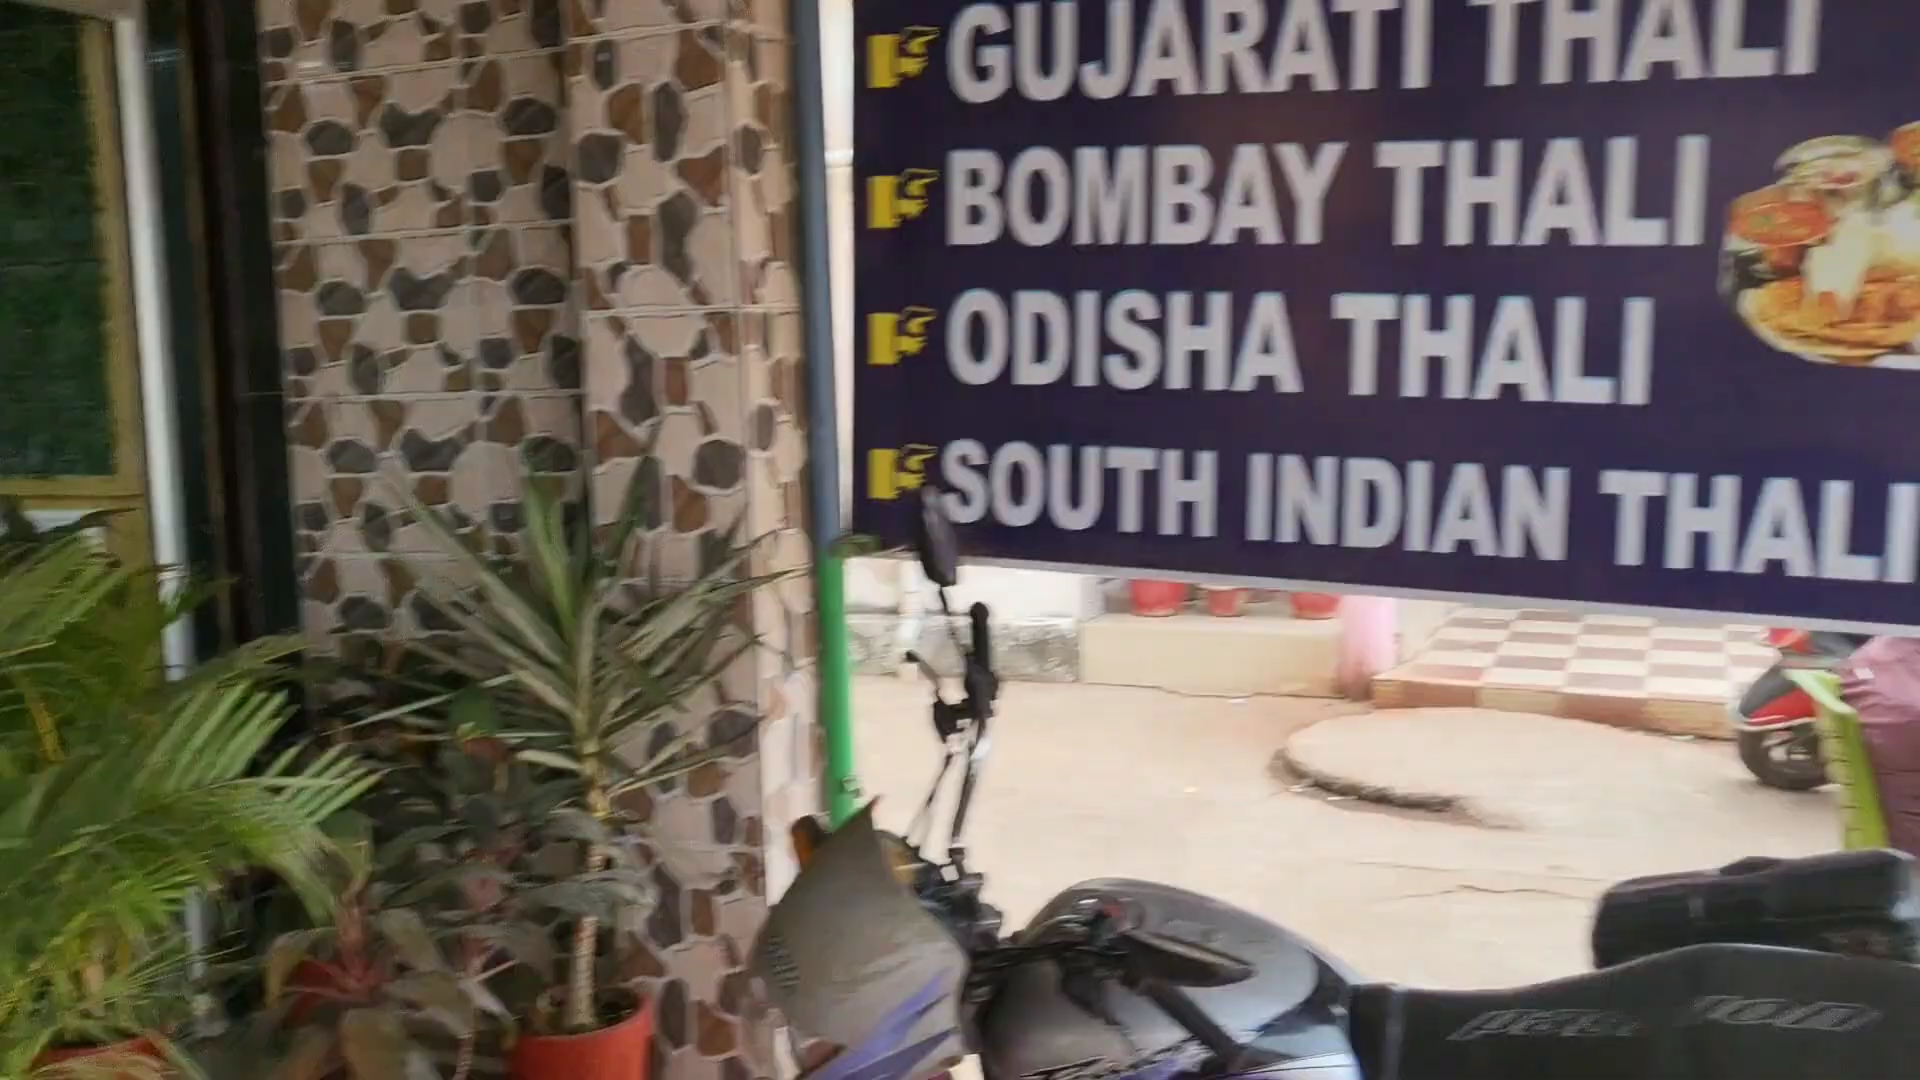 GUJARATI THALI
BOMBAY THALI
ODISHA THALI
SOUTH INDIAN THALI